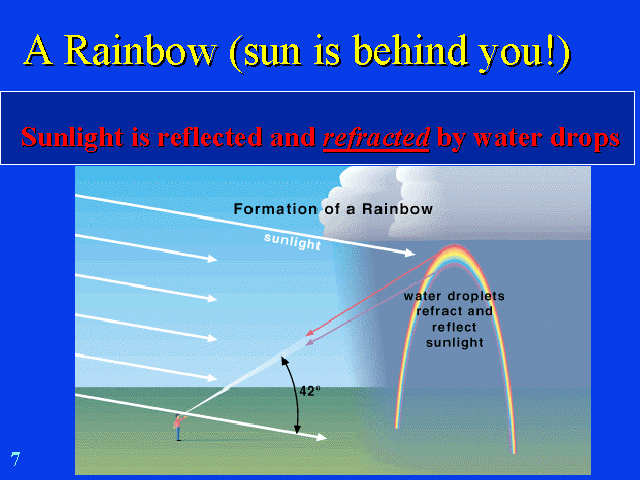 A Rainbow (sun is behind you!)
Sunlight is reflected and refracted by water drops
Formation of a Rainbow
sunlight
water droplets
refract and
reflect
sunlight
42°
7